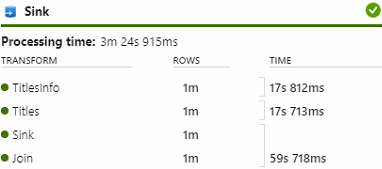 Sink
Processing time: 3m 24s 915ms
TRANSFORM ROWS TIME
TitlesInfo 1m 17s 812ms
Titles 1m 17s 713ms
Sink 1m
Join 1m 59s 718ms